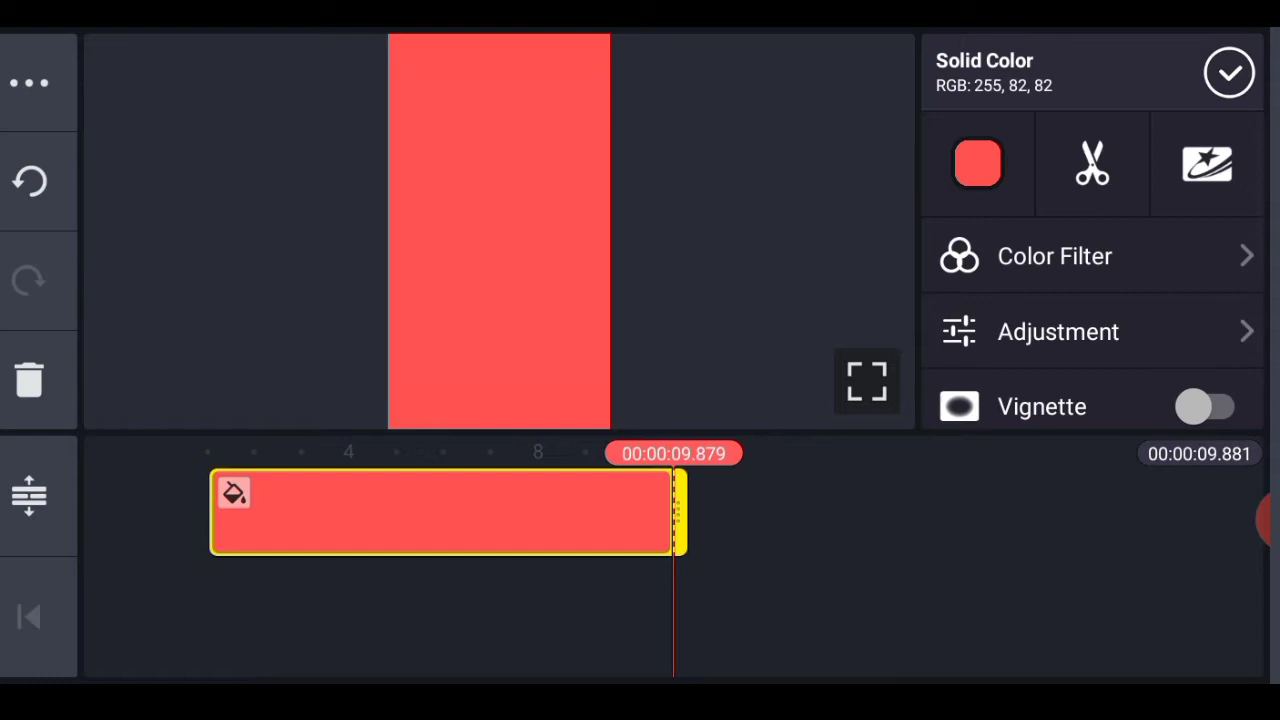 Solid Color
RGB: 255, 82, 82
Color Filter
Adjustment
Vignette
4
8
00:00:09.879
00:00:09.881